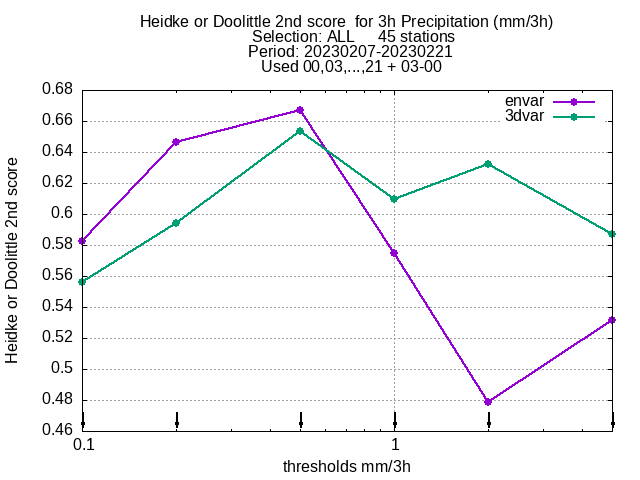 Heidke or Doolittle 2nd score  for 3h Precipitation (mm/3h)
Selection: ALL     45 stations
Period: 20230207-20230221
Used 00,03,...,21 + 03-00
envar
3dvar
0.68
0.66
0.64
0.62
0.6
0.58
0.56
0.54
0.52
0.5
0.48
0.46
Heidke or Doolittle 2nd score
0.1
1
thresholds mm/3h